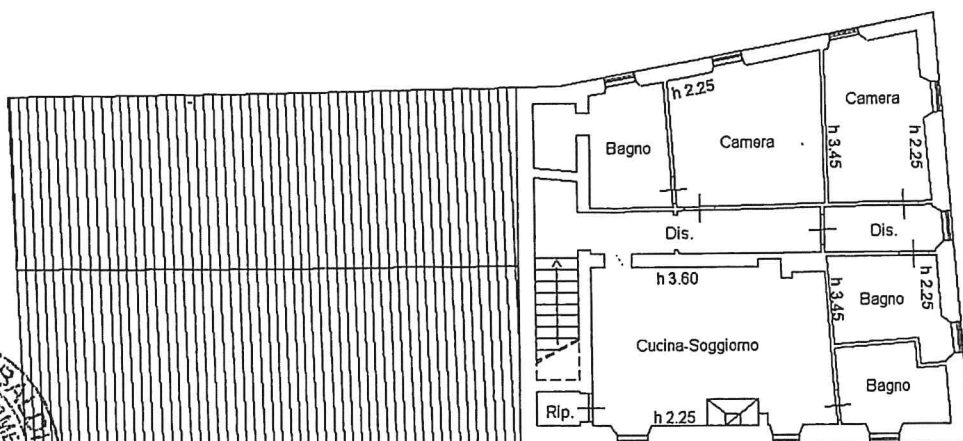 Camera
h 2.25
Bagno
Camera
h 3.45
h 2.25
Dis.
Dis.
h 3.60
h 3.45
Bagno
h 2.25
Cucina-Soggiorno
Bagno
Rip.
h 2.25